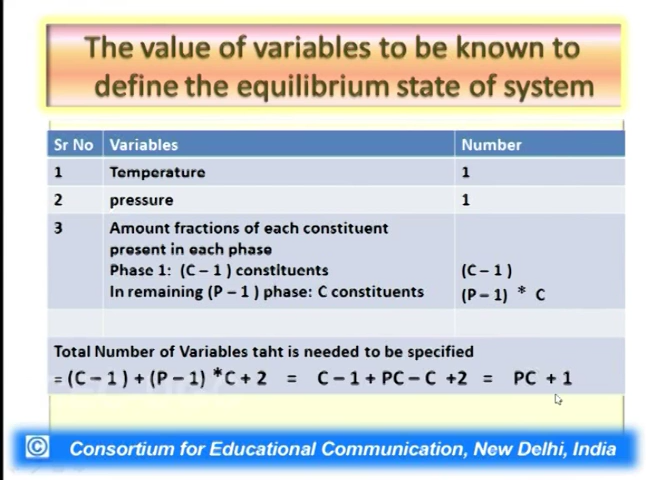 The value of variables to be known to
define the equilibrium state of system
Sr No Variables Number
1 Temperature 1
2 pressure 1
3 Amount fractions of each constituent
present in each phase
Phase 1: (C – 1 ) constituents (C – 1 )
In remaining (P – 1 ) phase: C constituents (P – 1) * C
Total Number of Variables taht is needed to be specified
= (C – 1 ) + (P – 1) *C + 2 = C – 1 + PC – C +2 = PC + 1
© Consortium for Educational Communication, New Delhi, India